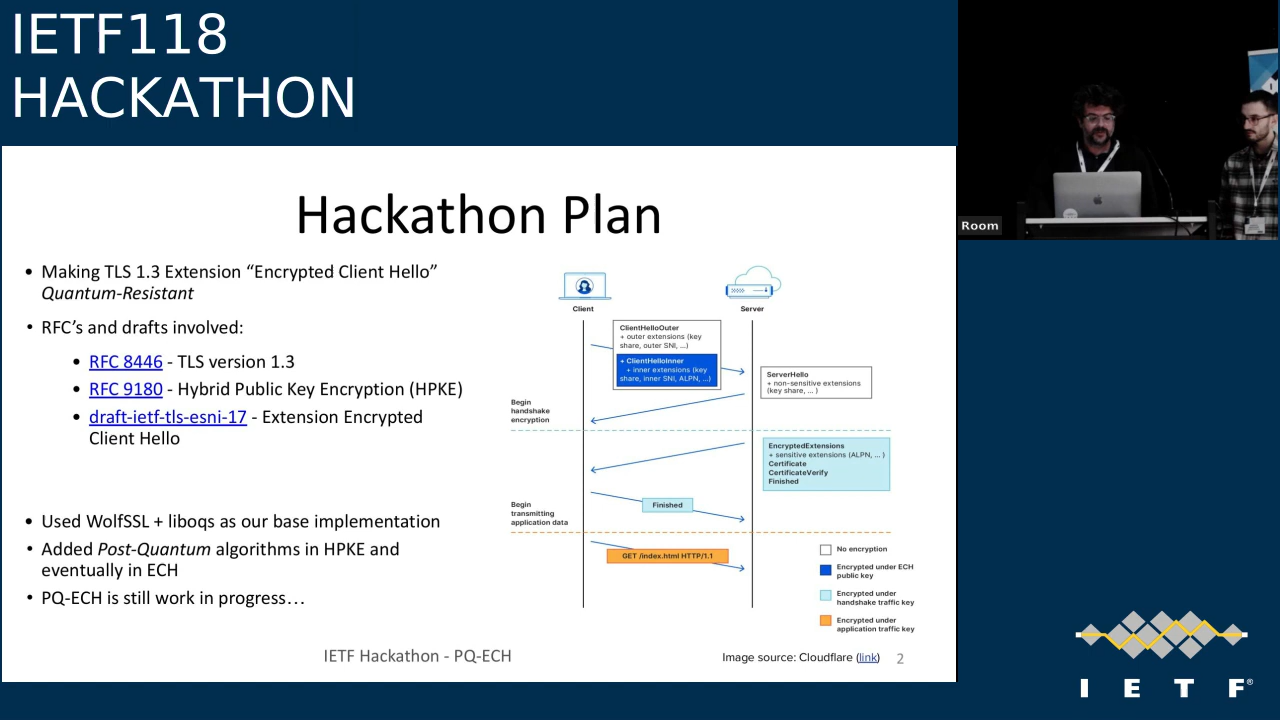 IETF118
HACKATHON
Room
Hackathon Plan
• Making TLS 1.3 Extension “Encrypted Client Hello”
Quantum-Resistant
• RFC’s and drafts involved:
• RFC 8446 - TLS version 1.3
• RFC 9180 - Hybrid Public Key Encryption (HPKE)
• draft-ietf-tls-esni-17 - Extension Encrypted
Client Hello
• Used WolfSSL + liboqs as our base implementation
• Added Post-Quantum algorithms in HPKE and
eventually in ECH
• PQ-ECH is still work in progress…
Client
Server
ClientHelloOuter
+ outer extensions (key
share, outer SNI, ...)
+ ClientHelloInner
+ inner extensions (key
share, inner SNI, ALPN, ...)
ServerHello
+ non-sensitive extensions
(key share, ... )
Begin
handshake
encryption
EncryptedExtensions
+ sensitive extensions (ALPN, ... )
Certificate
CertificateVerify
Finished
Finished
Begin
transmitting
application data
GET /index.html HTTP/1.1
No encryption
Encrypted under ECH
public key
Encrypted under
handshake traffic key
Encrypted under
application traffic key
IETF Hackathon - PQ-ECH
Image source: Cloudflare (link)
2
I E T F®